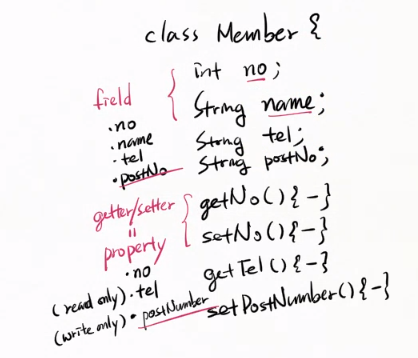 class Member {
field
int no;
String name;
.no
.name
String tel;
.tel
String postNo;
.postNo
getter/setter
=
property
getNo() { - }
setNo() { - }
.no
getTel() { - }
(read only) . tel
setPostNumber() { - }
(write only) . postNumber